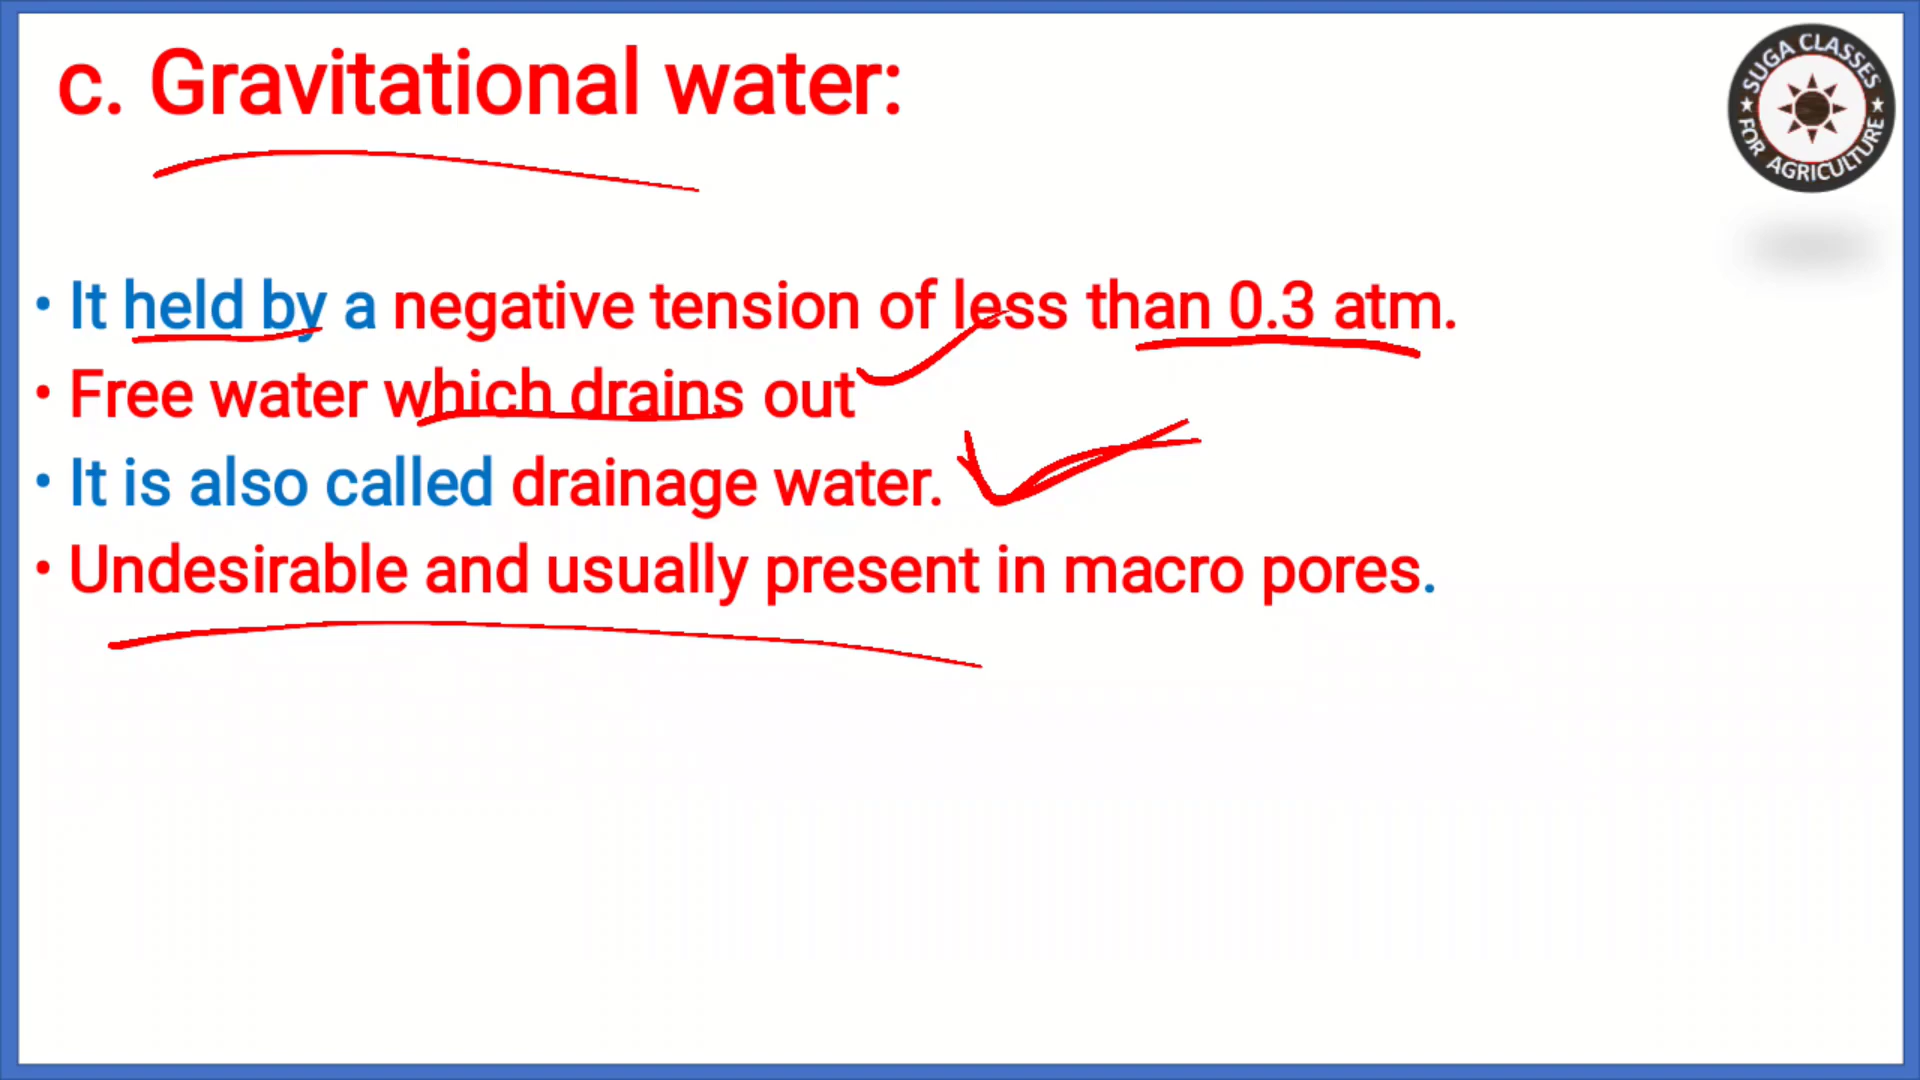 c. Gravitational water:
SUGA CLASSES
FOR AGRICULTURE
• It held by a negative tension of less than 0.3 atm.
• Free water which drains out
• It is also called drainage water.
• Undesirable and usually present in macro pores.